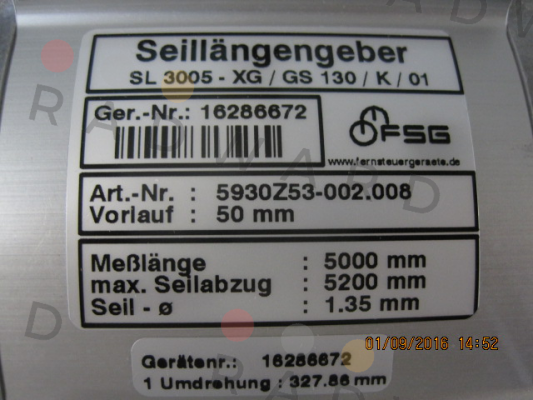 Seillängengeber
SL 3005 - XG / GS 130 / K / 01
Ger.-Nr.: 16286672
FSG
www.fernsteuergeraete.de
Art.-Nr. : 5930Z53-002.008
Vorlauf : 50 mm
Meßlänge : 5000 mm
max. Seilabzug : 5200 mm
Seil - ø : 1.35 mm
01/09/2016 14:52
Gerätenr.: 16286672
1 Umdrehung : 327.86 mm
RADWARD